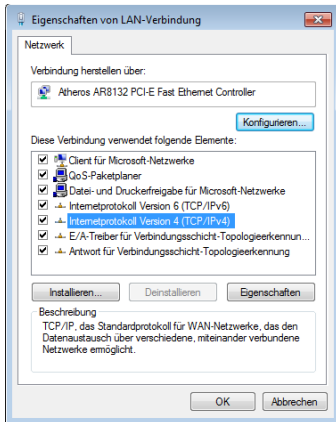 Eigenschaften von LAN-Verbindung
Netzwerk
Verbindung herstellen über:
Atheros AR8132 PCI-E Fast Ethernet Controller
Konfigurieren...
Diese Verbindung verwendet folgende Elemente:
Client für Microsoft-Netzwerke
QoS-Paketplaner
Datei- und Druckerfreigabe für Microsoft-Netzwerke
Internetprotokoll Version 6 (TCP/IPv6)
Internetprotokoll Version 4 (TCP/IPv4)
E/A-Treiber für Verbindungsschicht-Topologieerkennun...
Antwort für Verbindungsschicht-Topologieerkennung
Installieren... Deinstallieren Eigenschaften
Beschreibung
TCP/IP, das Standardprotokoll für WAN-Netzwerke, das den
Datenaustausch über verschiedene, miteinander verbundene
Netzwerke ermöglicht.
OK Abbrechen